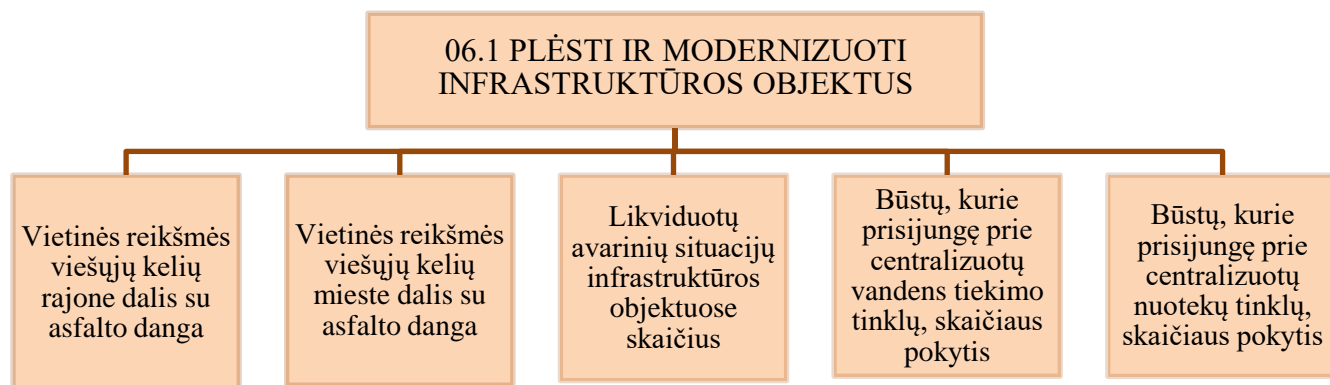 06.1 PLĖSTI IR MODERNIZUOTI
INFRASTRUKTŪROS OBJEKTUS
Vietinės reikšmės
viešųjų kelių
rajone dalis su
asfalto danga
Vietinės reikšmės
viešųjų kelių
mieste dalis su
asfalto danga
Likviduotų
avarinių situacijų
infrastruktūros
objektuose
skaičius
Būstų, kurie
prisijungę prie
centralizuotų
vandens tiekimo
tinklų, skaičiaus
pokytis
Būstų, kurie
prisijungę prie
centralizuotų
nuotekų tinklų,
skaičiaus pokytis